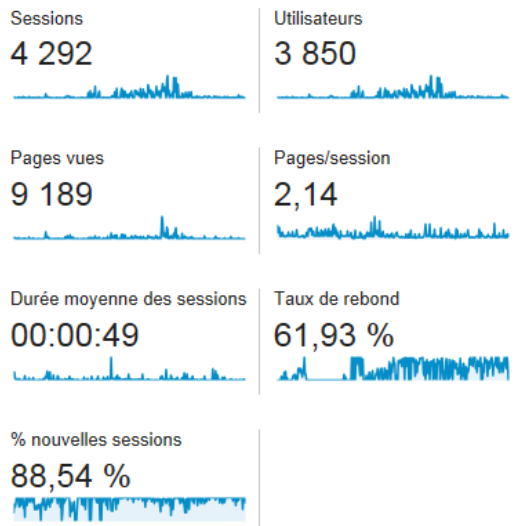 Sessions
4 292
Utilisateurs
3 850
Pages vues
9 189
Pages/session
2,14
Durée moyenne des sessions
00:00:49
Taux de rebond
61,93 %
% nouvelles sessions
88,54 %